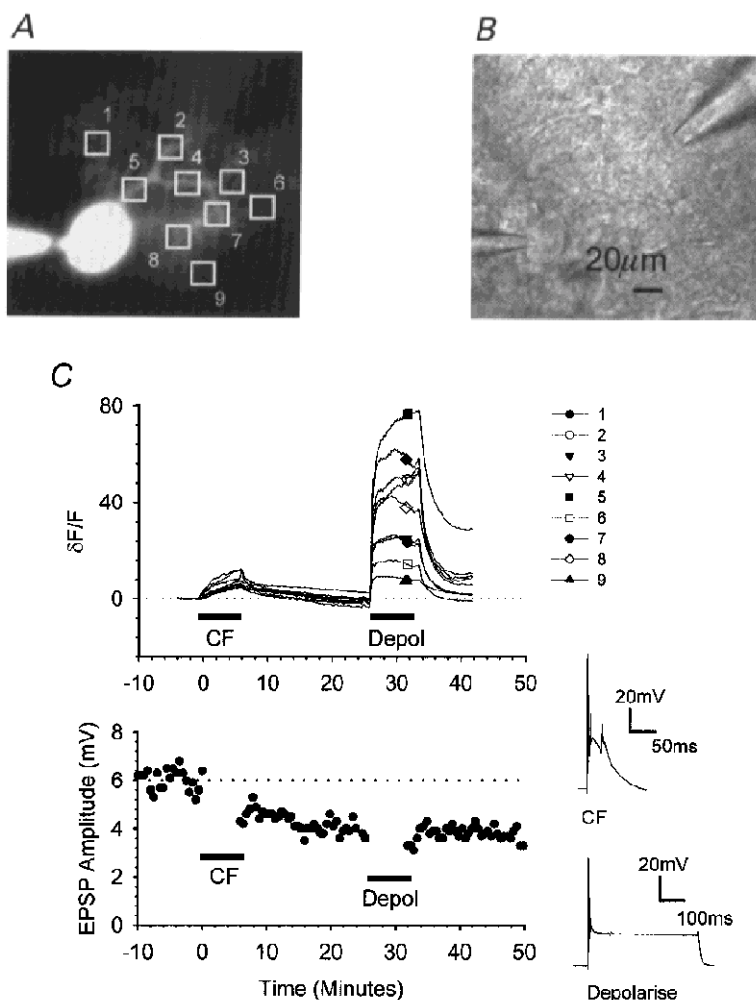 A
B
1
2
3
4
5
6
7
8
9
20µm
C
80
40
0
δF/F
CF
Depol
-10 0 10 20 30 40 50
1
2
3
4
5
6
7
8
9
20mV
50ms
CF
8
6
4
2
0
EPSP Amplitude (mV)
CF
Depol
-10 0 10 20 30 40 50
Time (Minutes)
20mV
100ms
Depolarise